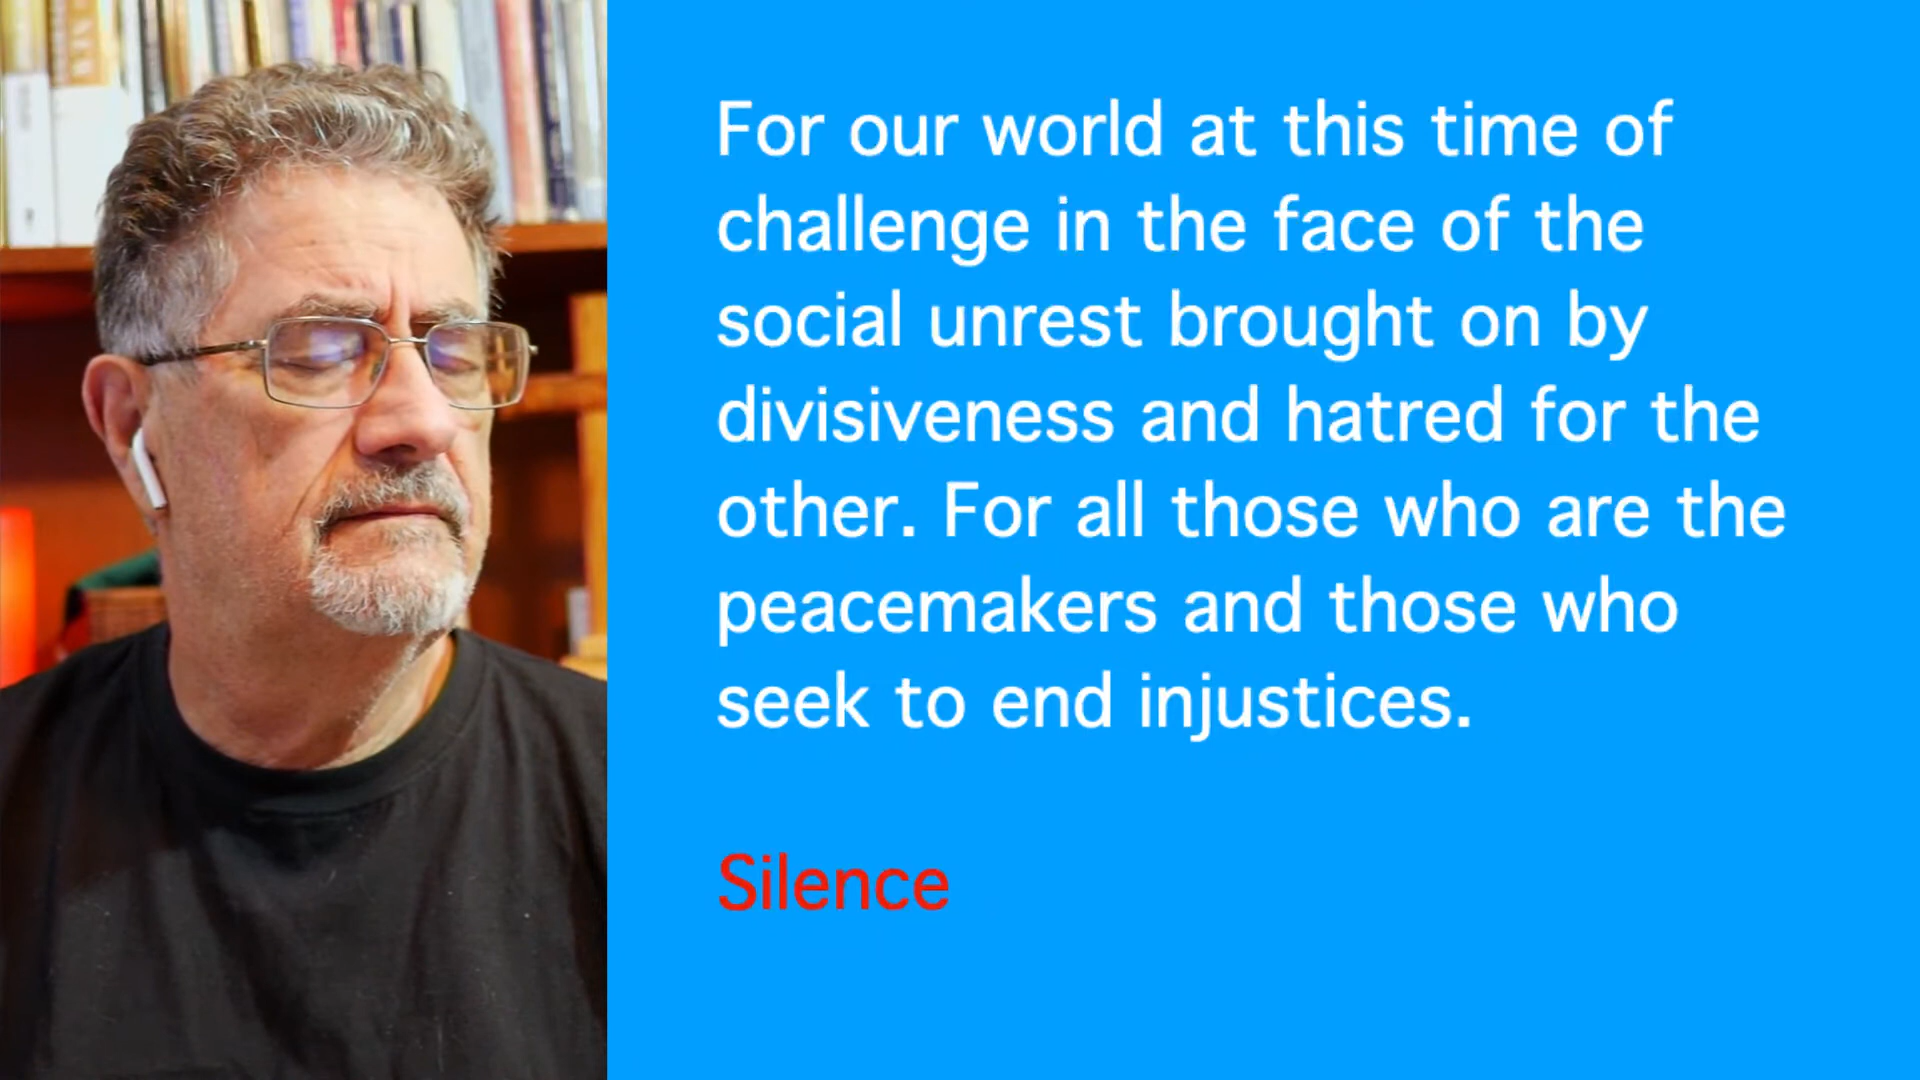 For our world at this time of
challenge in the face of the
social unrest brought on by
divisiveness and hatred for the
other. For all those who are the
peacemakers and those who
seek to end injustices.
Silence